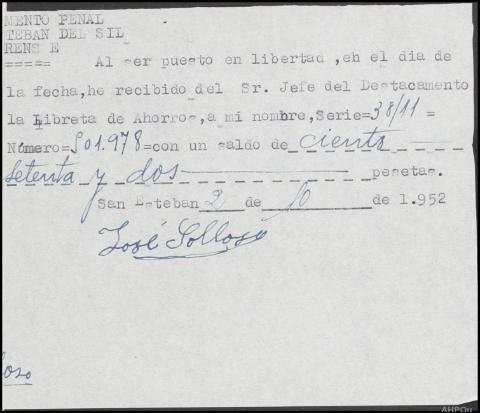 MENTO PENAL
TEBAN DEL SIL
RENS E
=====     Al ser puesto en libertad ,eh el dia de
la fecha,he recibido del Sr. Jefe del Destacamento
la Libreta de Ahorros,a mi nombre,Serie=38/11=
Número=501.978=con un saldo de ciento
setenta y dos pesetas.
San Esteban 2 de 10 de 1.952
José Solloso
oso
AHPOu